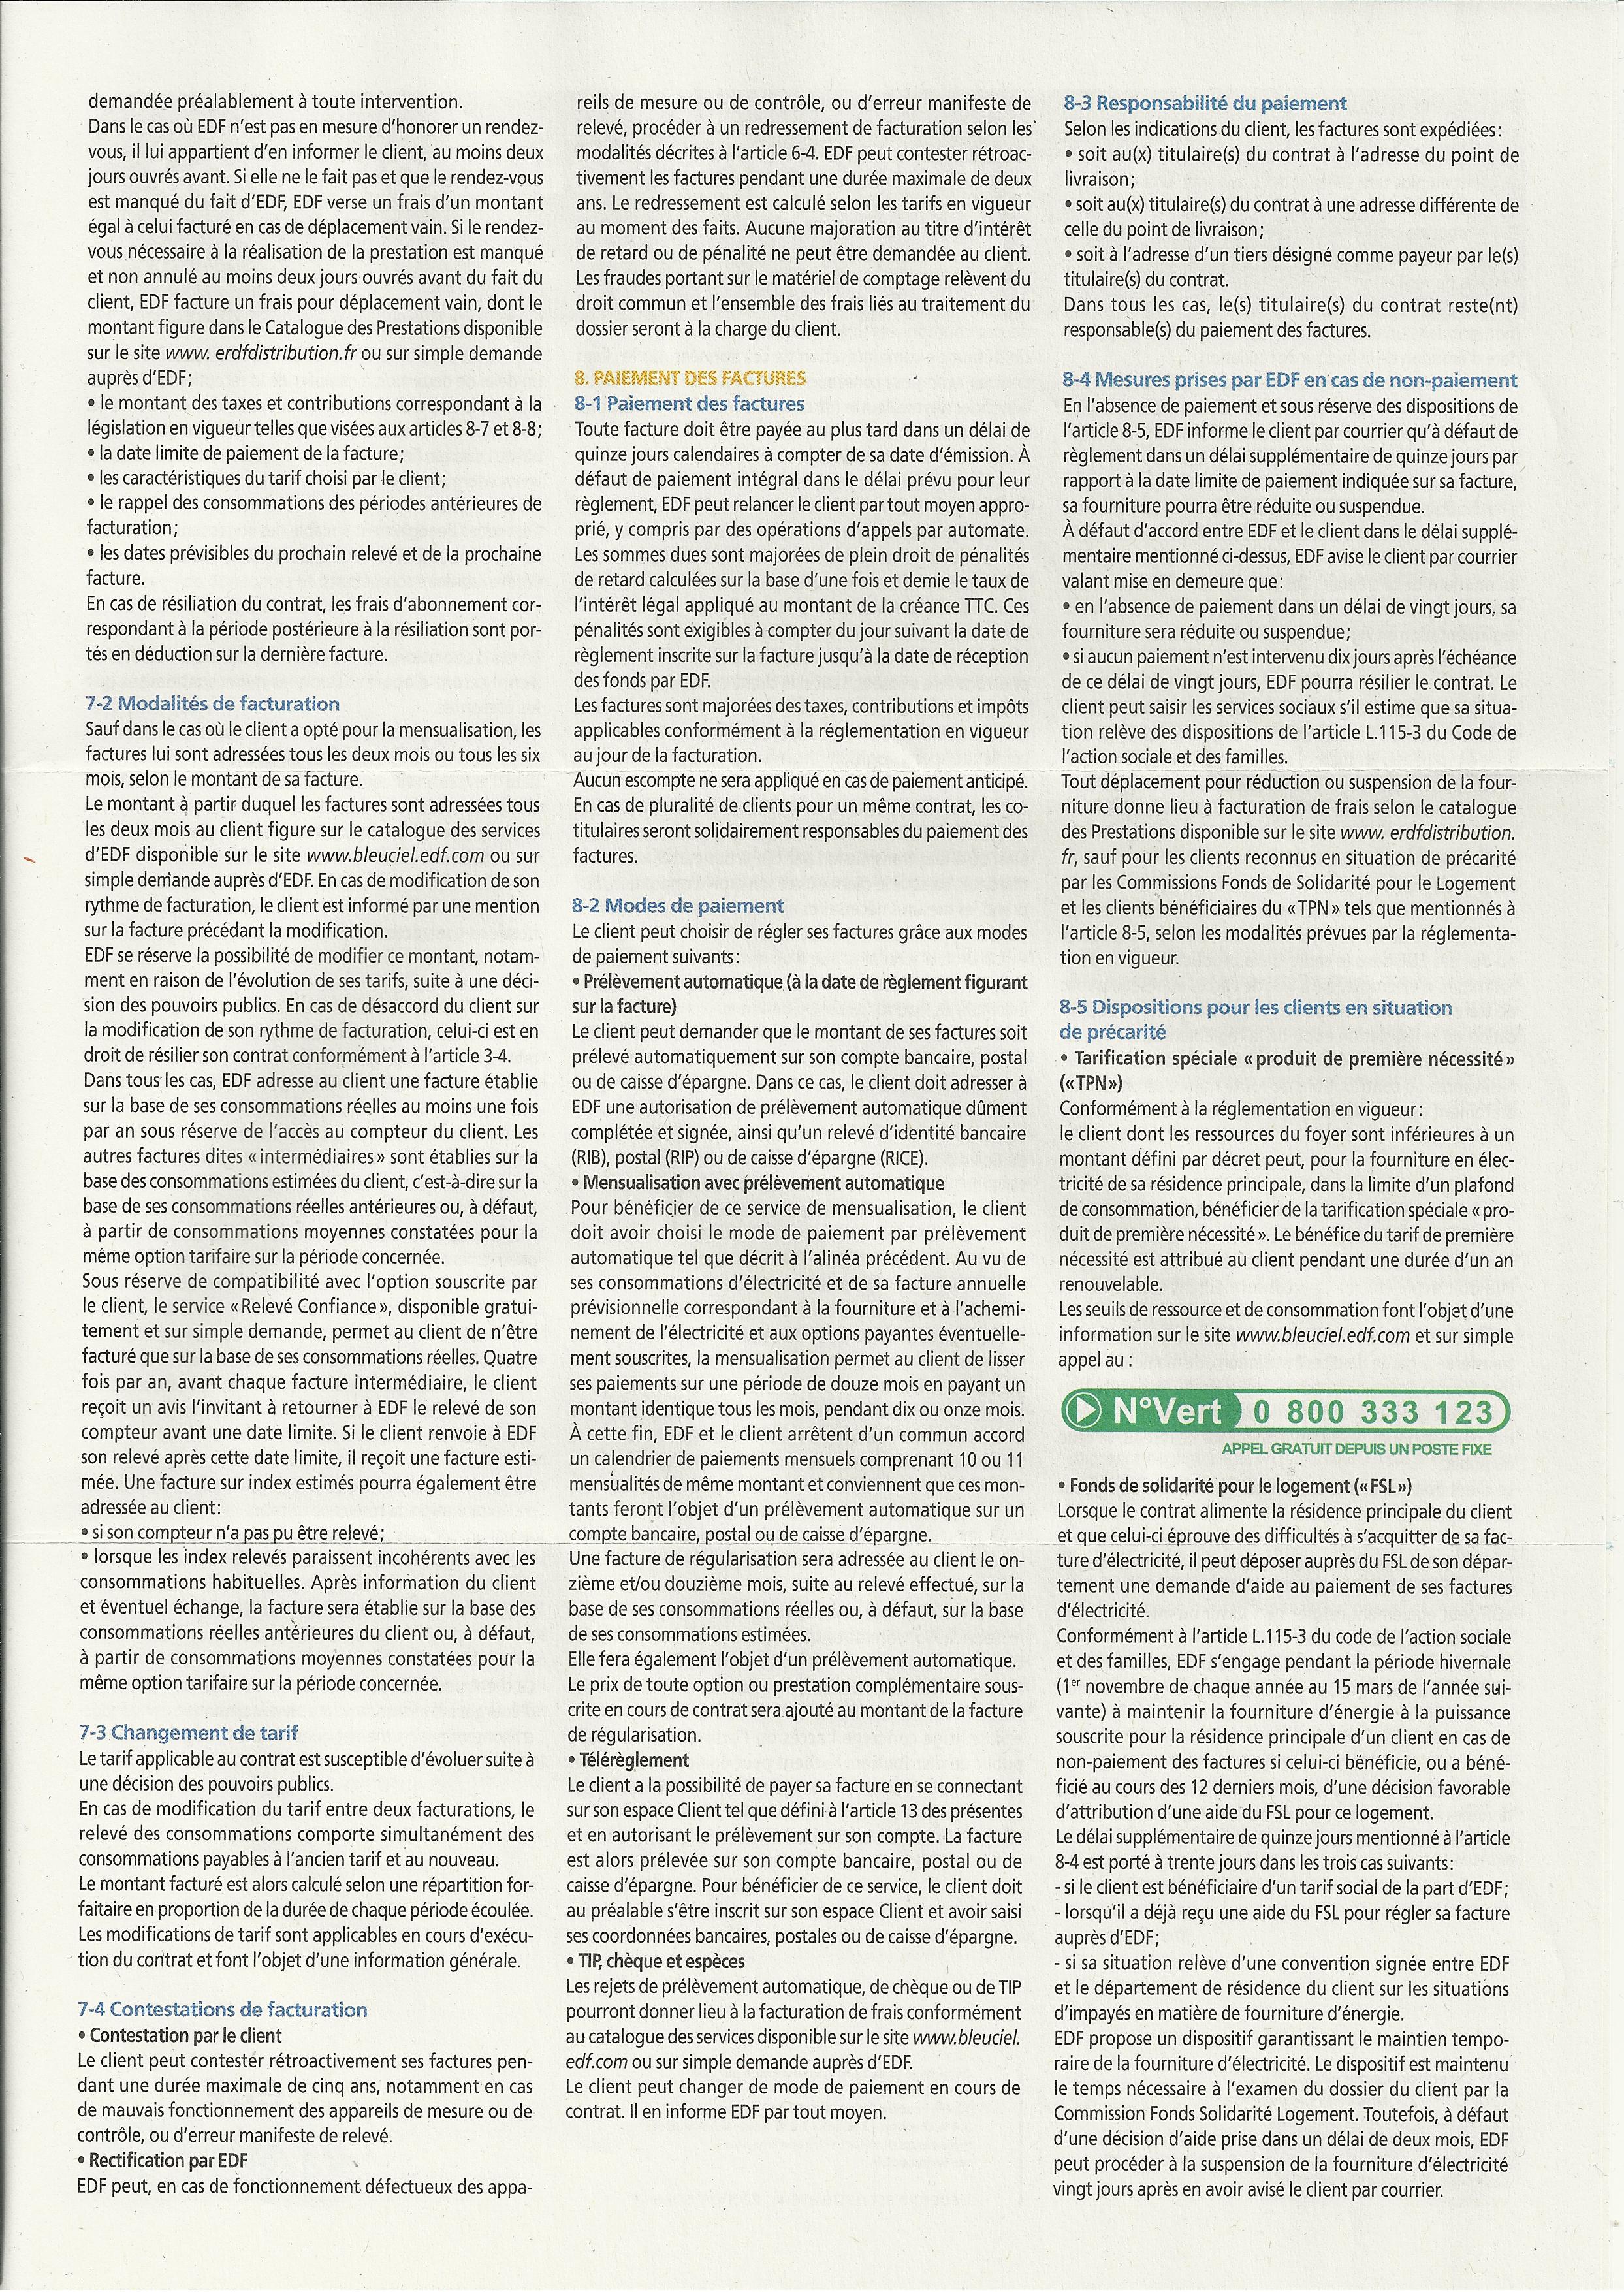 demandée préalablement à toute intervention.
Dans le cas où EDF n'est pas en mesure d'honorer un rendez-
vous, il lui appartient d'en informer le client, au moins deux
jours ouvrés avant. Si elle ne le fait pas et que le rendez-vous
est manqué du fait d'EDF, EDF verse un frais d'un montant
égal à celui facturé en cas de déplacement vain. Si le rendez-
vous nécessaire à la réalisation de la prestation est manqué
et non annulé au moins deux jours ouvrés avant du fait du
client, EDF facture un frais pour déplacement vain, dont le
montant figure dans le Catalogue des Prestations disponible
sur le site www. erdfdistribution.fr ou sur simple demande
auprès d'EDF;
• le montant des taxes et contributions correspondant à la
législation en vigueur telles que visées aux articles 8-7 et 8-8;
• la date limite de paiement de la facture;
• les caractéristiques du tarif choisi par le client;
• le rappel des consommations des périodes antérieures de
facturation;
• les dates prévisibles du prochain relevé et de la prochaine
facture.
En cas de résiliation du contrat, les frais d'abonnement cor-
respondant à la période postérieure à la résiliation sont por-
tés en déduction sur la dernière facture.
7-2 Modalités de facturation
Sauf dans le cas où le client a opté pour la mensualisation, les
factures lui sont adressées tous les deux mois ou tous les six
mois, selon le montant de sa facture.
Le montant à partir duquel les factures sont adressées tous
les deux mois au client figure sur le catalogue des services
d'EDF disponible sur le site www.bleuciel.edf.com ou sur
simple demande auprès d'EDF. En cas de modification de son
rythme de facturation, le client est informé par une mention
sur la facture précédant la modification.
EDF se réserve la possibilité de modifier ce montant, notam-
ment en raison de l'évolution de ses tarifs, suite à une déci-
sion des pouvoirs publics. En cas de désaccord du client sur
la modification de son rythme de facturation, celui-ci est en
droit de résilier son contrat conformément à l'article 3-4.
Dans tous les cas, EDF adresse au client une facture établie
sur la base de ses consommations réelles au moins une fois
par an sous réserve de l'accès au compteur du client. Les
autres factures dites «intermédiaires» sont établies sur la
base des consommations estimées du client, c'est-à-dire sur la
base de ses consommations réelles antérieures ou, à défaut,
à partir de consommations moyennes constatées pour la
même option tarifaire sur la période concernée.
Sous réserve de compatibilité avec l'option souscrite par
le client, le service «Relevé Confiance», disponible gratui-
tement et sur simple demande, permet au client de n'être
facturé que sur la base de ses consommations réelles. Quatre
fois par an, avant chaque facture intermédiaire, le client
reçoit un avis l'invitant à retourner à EDF le relevé de son
compteur avant une date limite. Si le client renvoie à EDF
son relevé après cette date limite, il reçoit une facture esti-
mée. Une facture sur index estimés pourra également être
adressée au client:
• si son compteur n'a pas pu être relevé;
• lorsque les index relevés paraissent incohérents avec les
consommations habituelles. Après information du client
et éventuel échange, la facture sera établie sur la base des
consommations réelles antérieures du client ou, à défaut,
à partir de consommations moyennes constatées pour la
même option tarifaire sur la période concernée.
7-3 Changement de tarif
Le tarif applicable au contrat est susceptible d'évoluer suite à
une décision des pouvoirs publics.
En cas de modification du tarif entre deux facturations, le
relevé des consommations comporte simultanément des
consommations payables à l'ancien tarif et au nouveau.
Le montant facturé est alors calculé selon une répartition for-
faitaire en proportion de la durée de chaque période écoulée.
Les modifications de tarif sont applicables en cours d'exécu-
tion du contrat et font l'objet d'une information générale.
7-4 Contestations de facturation
• Contestation par le client
Le client peut contester rétroactivement ses factures pen-
dant une durée maximale de cinq ans, notamment en cas
de mauvais fonctionnement des appareils de mesure ou de
contrôle, ou d'erreur manifeste de relevé.
• Rectification par EDF
EDF peut, en cas de fonctionnement défectueux des appa-
reils de mesure ou de contrôle, ou d'erreur manifeste de
relevé, procéder à un redressement de facturation selon les
modalités décrites à l'article 6-4. EDF peut contester rétroac-
tivement les factures pendant une durée maximale de deux
ans. Le redressement est calculé selon les tarifs en vigueur
au moment des faits. Aucune majoration au titre d'intérêt
de retard ou de pénalité ne peut être demandée au client.
Les fraudes portant sur le matériel de comptage relèvent du
droit commun et l'ensemble des frais liés au traitement du
dossier seront à la charge du client.
8. PAIEMENT DES FACTURES
8-1 Paiement des factures
Toute facture doit être payée au plus tard dans un délai de
quinze jours calendaires à compter de sa date d'émission. À
défaut de paiement intégral dans le délai prévu pour leur
règlement, EDF peut relancer le client par tout moyen appro-
prié, y compris par des opérations d'appels par automate.
Les sommes dues sont majorées de plein droit de pénalités
de retard calculées sur la base d'une fois et demie le taux de
l'intérêt légal appliqué au montant de la créance TTC. Ces
pénalités sont exigibles à compter du jour suivant la date de
règlement inscrite sur la facture jusqu'à la date de réception
des fonds par EDF.
Les factures sont majorées des taxes, contributions et impôts
applicables conformément à la réglementation en vigueur
au jour de la facturation.
Aucun escompte ne sera appliqué en cas de paiement anticipé.
En cas de pluralité de clients pour un même contrat, les co-
titulaires seront solidairement responsables du paiement des
factures.
8-2 Modes de paiement
Le client peut choisir de régler ses factures grâce aux modes
de paiement suivants:
• Prélèvement automatique (à la date de règlement figurant
sur la facture)
Le client peut demander que le montant de ses factures soit
prélevé automatiquement sur son compte bancaire, postal
ou de caisse d'épargne. Dans ce cas, le client doit adresser à
EDF une autorisation de prélèvement automatique dûment
complétée et signée, ainsi qu'un relevé d'identité bancaire
(RIB), postal (RIP) ou de caisse d'épargne (RICE).
• Mensualisation avec prélèvement automatique
Pour bénéficier de ce service de mensualisation, le client
doit avoir choisi le mode de paiement par prélèvement
automatique tel que décrit à l'alinéa précédent. Au vu de
ses consommations d'électricité et de sa facture annuelle
prévisionnelle correspondant à la fourniture et à l'achemi-
nement de l'électricité et aux options payantes éventuelle-
ment souscrites, la mensualisation permet au client de lisser
ses paiements sur une période de douze mois en payant un
montant identique tous les mois, pendant dix ou onze mois.
À cette fin, EDF et le client arrêtent d'un commun accord
un calendrier de paiements mensuels comprenant 10 ou 11
mensualités de même montant et conviennent que ces mon-
tants feront l'objet d'un prélèvement automatique sur un
compte bancaire, postal ou de caisse d'épargne.
Une facture de régularisation sera adressée au client le on-
zième et/ou douzième mois, suite au relevé effectué, sur la
base de ses consommations réelles ou, à défaut, sur la base
de ses consommations estimées.
Elle fera également l'objet d'un prélèvement automatique.
Le prix de toute option ou prestation complémentaire sous-
crite en cours de contrat sera ajouté au montant de la facture
de régularisation.
• Télérèglement
Le client a la possibilité de payer sa facture en se connectant
sur son espace Client tel que défini à l'article 13 des présentes
et en autorisant le prélèvement sur son compte. La facture
est alors prélevée sur son compte bancaire, postal ou de
caisse d'épargne. Pour bénéficier de ce service, le client doit
au préalable s'être inscrit sur son espace Client et avoir saisi
ses coordonnées bancaires, postales ou de caisse d'épargne.
• TIP, chèque et espèces
Les rejets de prélèvement automatique, de chèque ou de TIP
pourront donner lieu à la facturation de frais conformément
au catalogue des services disponible sur le site www.bleuciel.
edf.com ou sur simple demande auprès d'EDF.
Le client peut changer de mode de paiement en cours de
contrat. Il en informe EDF par tout moyen.
8-3 Responsabilité du paiement
Selon les indications du client, les factures sont expédiées:
• soit au(x) titulaire(s) du contrat à l'adresse du point de
livraison;
• soit au(x) titulaire(s) du contrat à une adresse différente de
celle du point de livraison;
• soit à l'adresse d'un tiers désigné comme payeur par le(s)
titulaire(s) du contrat.
Dans tous les cas, le(s) titulaire(s) du contrat reste(nt)
responsable(s) du paiement des factures.
8-4 Mesures prises par EDF en cas de non-paiement
En l'absence de paiement et sous réserve des dispositions de
l'article 8-5, EDF informe le client par courrier qu'à défaut de
règlement dans un délai supplémentaire de quinze jours par
rapport à la date limite de paiement indiquée sur sa facture,
sa fourniture pourra être réduite ou suspendue.
À défaut d'accord entre EDF et le client dans le délai supplé-
mentaire mentionné ci-dessus, EDF avise le client par courrier
valant mise en demeure que:
• en l'absence de paiement dans un délai de vingt jours, sa
fourniture sera réduite ou suspendue;
• si aucun paiement n'est intervenu dix jours après l'échéance
de ce délai de vingt jours, EDF pourra résilier le contrat. Le
client peut saisir les services sociaux s'il estime que sa situa-
tion relève des dispositions de l'article L.115-3 du Code de
l'action sociale et des familles.
Tout déplacement pour réduction ou suspension de la four-
niture donne lieu à facturation de frais selon le catalogue
des Prestations disponible sur le site www. erdfdistribution.
fr, sauf pour les clients reconnus en situation de précarité
par les Commissions Fonds de Solidarité pour le Logement
et les clients bénéficiaires du «TPN» tels que mentionnés à
l'article 8-5, selon les modalités prévues par la réglementa-
tion en vigueur.
8-5 Dispositions pour les clients en situation
de précarité
• Tarification spéciale «produit de première nécessité»
(«TPN»)
Conformément à la réglementation en vigueur:
le client dont les ressources du foyer sont inférieures à un
montant défini par décret peut, pour la fourniture en élec-
tricité de sa résidence principale, dans la limite d'un plafond
de consommation, bénéficier de la tarification spéciale «pro-
duit de première nécessité». Le bénéfice du tarif de première
nécessité est attribué au client pendant une durée d'un an
renouvelable.
Les seuils de ressource et de consommation font l'objet d'une
information sur le site www.bleuciel.edf.com et sur simple
appel au :
N°Vert 0 800 333 123
APPEL GRATUIT DEPUIS UN POSTE FIXE
• Fonds de solidarité pour le logement («FSL»)
Lorsque le contrat alimente la résidence principale du client
et que celui-ci éprouve des difficultés à s'acquitter de sa fac-
ture d'électricité, il peut déposer auprès du FSL de son dépar-
tement une demande d'aide au paiement de ses factures
d'électricité.
Conformément à l'article L.115-3 du code de l'action sociale
et des familles, EDF s'engage pendant la période hivernale
(1er novembre de chaque année au 15 mars de l'année sui-
vante) à maintenir la fourniture d'énergie à la puissance
souscrite pour la résidence principale d'un client en cas de
non-paiement des factures si celui-ci bénéficie, ou a béné-
ficié au cours des 12 derniers mois, d'une décision favorable
d'attribution d'une aide du FSL pour ce logement.
Le délai supplémentaire de quinze jours mentionné à l'article
8-4 est porté à trente jours dans les trois cas suivants:
- si le client est bénéficiaire d'un tarif social de la part d'EDF;
- lorsqu'il a déjà reçu une aide du FSL pour régler sa facture
auprès d'EDF;
- si sa situation relève d'une convention signée entre EDF
et le département de résidence du client sur les situations
d'impayés en matière de fourniture d'énergie.
EDF propose un dispositif garantissant le maintien tempo-
raire de la fourniture d'électricité. Le dispositif est maintenu
le temps nécessaire à l'examen du dossier du client par la
Commission Fonds Solidarité Logement. Toutefois, à défaut
d'une décision d'aide prise dans un délai de deux mois, EDF
peut procéder à la suspension de la fourniture d'électricité
vingt jours après en avoir avisé le client par courrier.